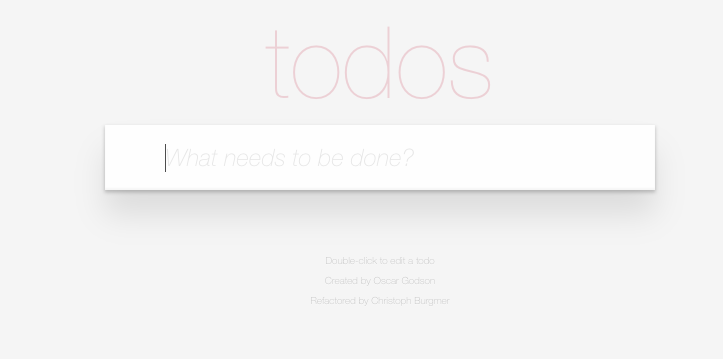 todos
What needs to be done?
Double-click to edit a todo
Created by Oscar Godson
Refactored by Christoph Burgmer